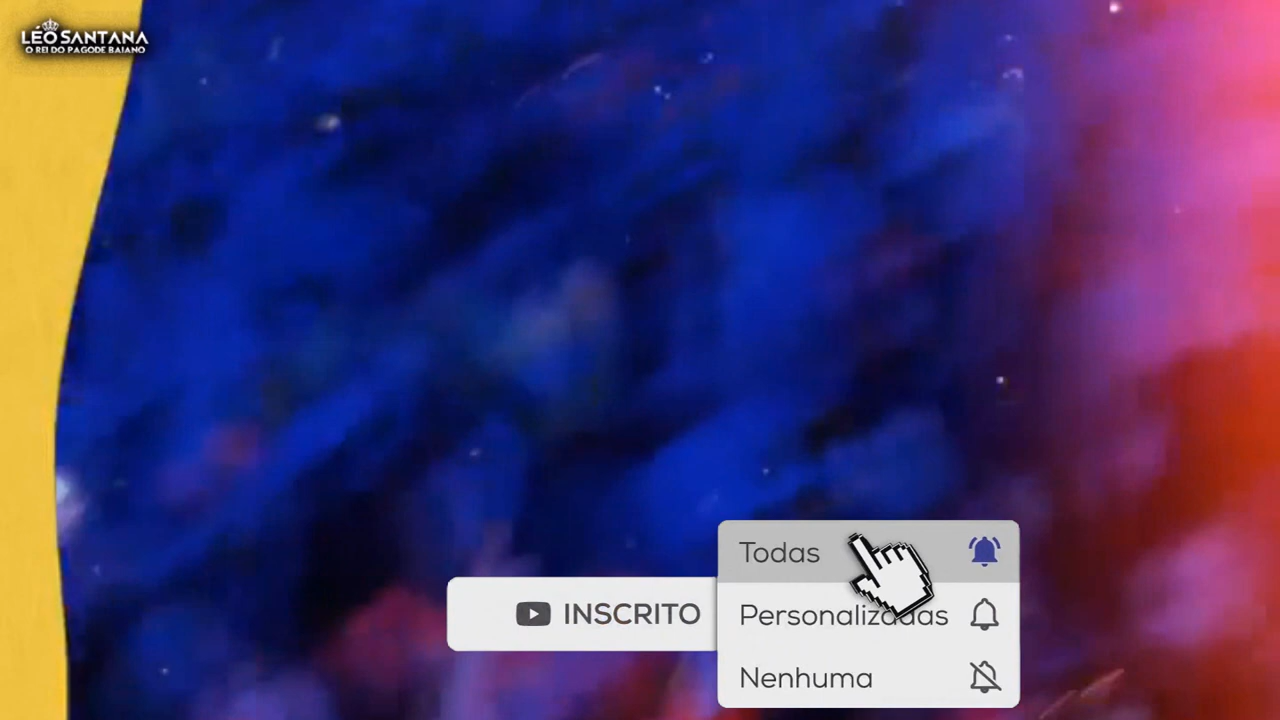 LÉO SANTANA
O REI DO PAGODE BAIANO
Todas
INSCRITO
Personalizadas
Nenhuma